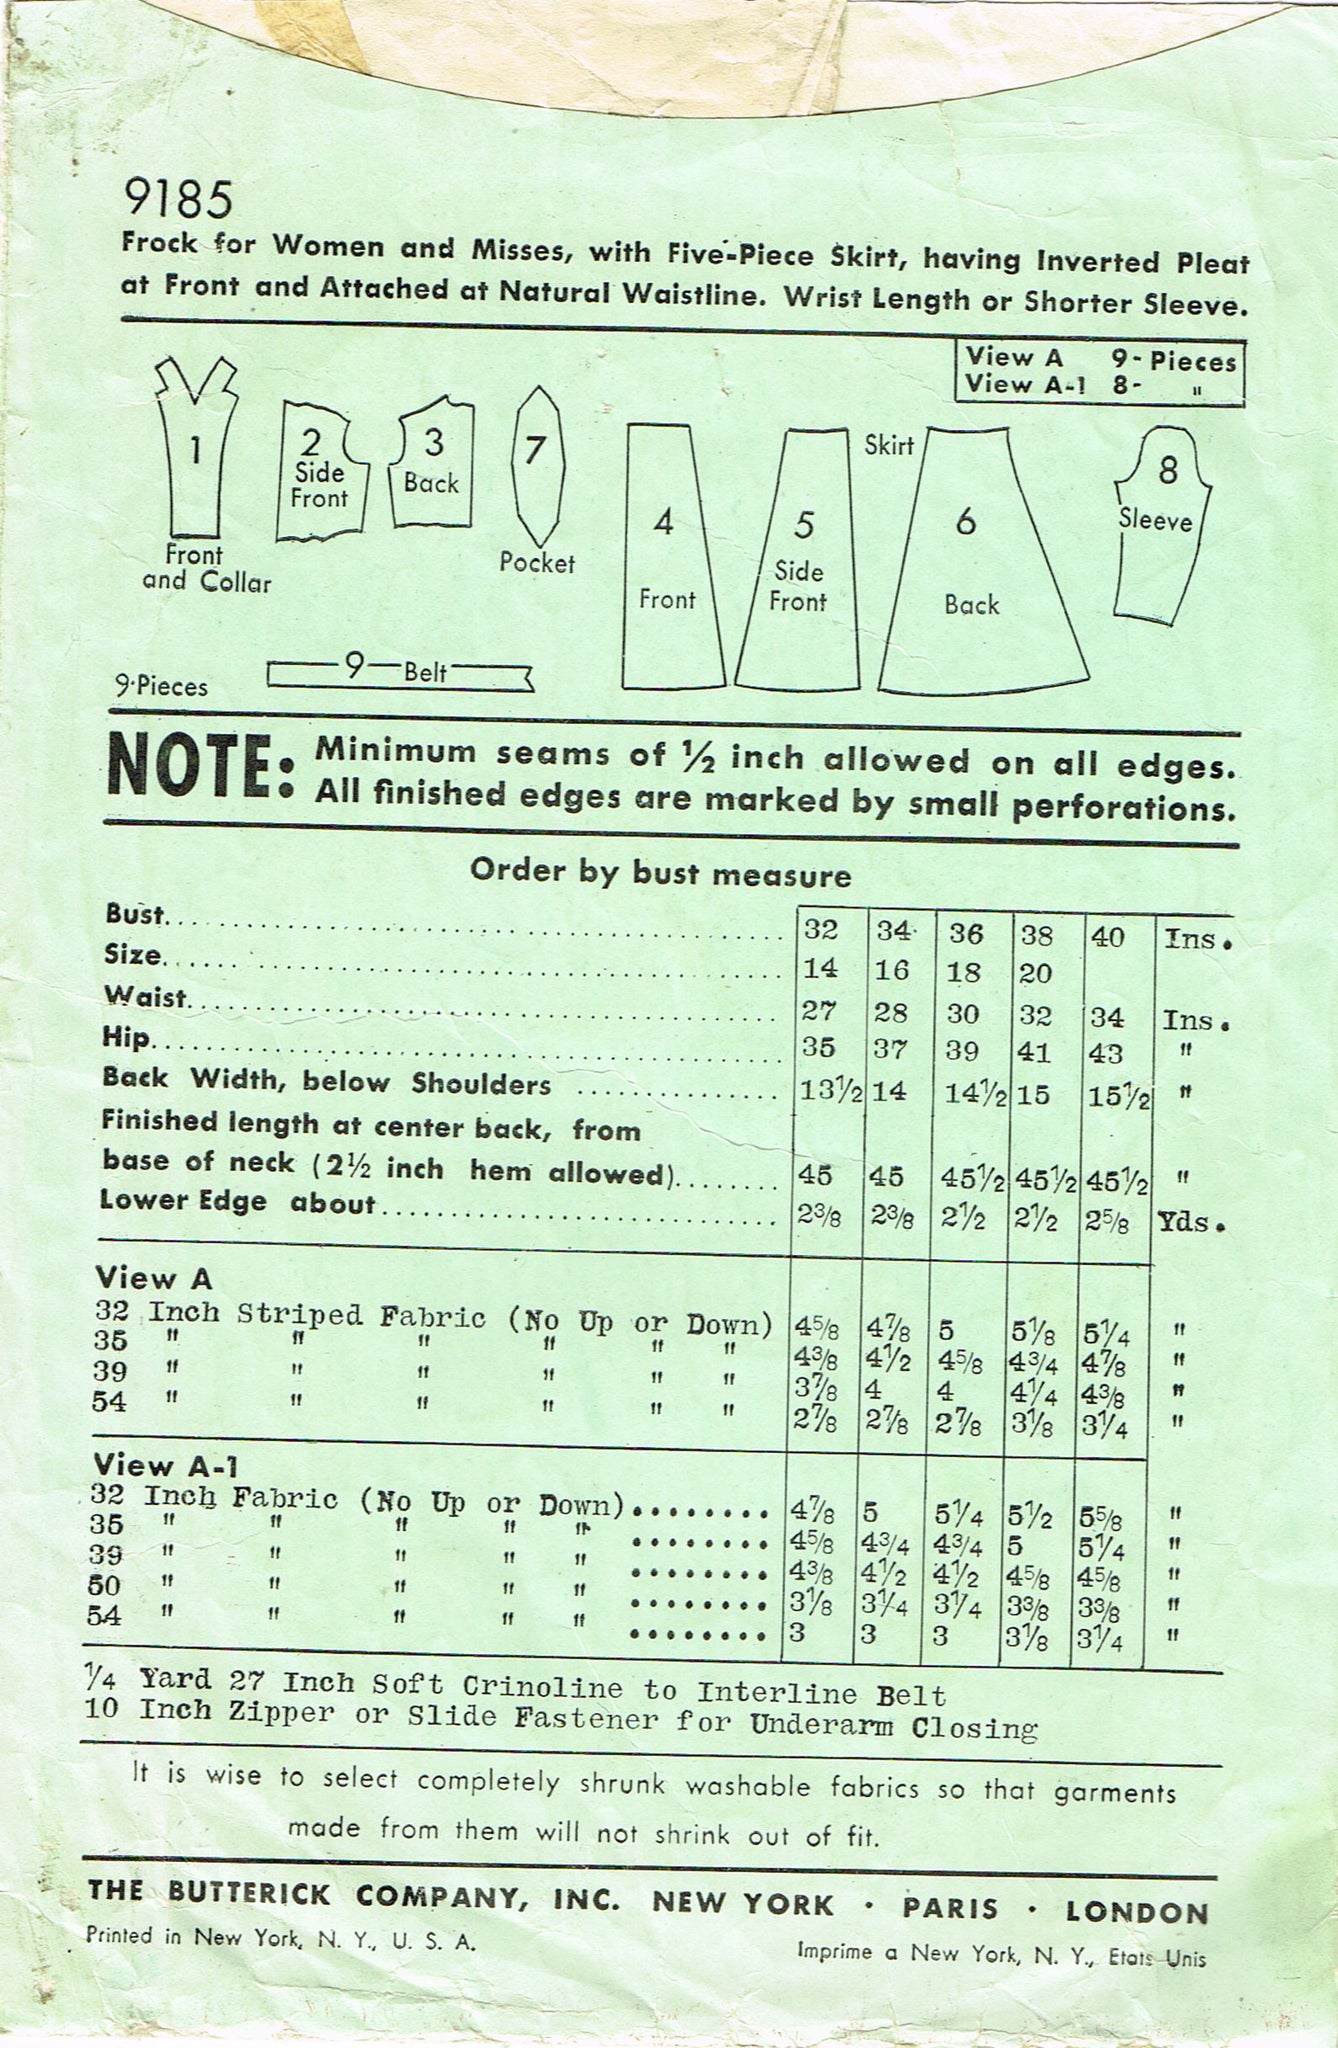 9185
Frock for Women and Misses, with Five-Piece Skirt, having Inverted Pleat
at Front and Attached at Natural Waistline. Wrist Length or Shorter Sleeve.
View A 9- Pieces
View A-1 8- "
1
Front
and Collar
2
Side
Front
3
Back
7
Pocket
4
Front
5
Side
Front
Skirt
6
Back
8
Sleeve
9 Belt
9-Pieces
NOTE: Minimum seams of ½ inch allowed on all edges.
All finished edges are marked by small perforations.
Order by bust measure
Bust 32 34 36 38 40 Ins.
Size 14 16 18 20
Waist 27 28 30 32 34 Ins.
Hip 35 37 39 41 43 "
Back Width, below Shoulders 13½ 14 14½ 15 15½ "
Finished length at center back, from
base of neck (2½ inch hem allowed) 45 45 45½ 45½ 45½ "
Lower Edge about 2⅜ 2⅜ 2½ 2½ 2⅝ Yds.
View A
32 Inch Striped Fabric (No Up or Down) 4⅝ 4⅞ 5 5⅛ 5¼ "
35 " " " " " " 4⅜ 4½ 4⅝ 4¾ 4⅞ "
39 " " " " " " 3⅞ 4 4 4¼ 4⅜ "
54 " " " " " " 2⅞ 2⅞ 2⅞ 3⅛ 3¼ "
View A-1
32 Inch Fabric (No Up or Down)........ 4⅞ 5 5¼ 5½ 5⅝ "
35 " " " " " ........ 4⅝ 4¾ 4¾ 5 5¼ "
39 " " " " " ........ 4⅜ 4½ 4½ 4⅝ 4⅝ "
50 " " " " " ........ 3⅛ 3¼ 3¼ 3⅜ 3⅜ "
54 " " " " " ........ 3 3 3 3⅛ 3¼ "
¼ Yard 27 Inch Soft Crinoline to Interline Belt
10 Inch Zipper or Slide Fastener for Underarm Closing
It is wise to select completely shrunk washable fabrics so that garments
made from them will not shrink out of fit.
THE BUTTERICK COMPANY, INC. NEW YORK · PARIS · LONDON
Printed in New York, N. Y., U. S. A.
Imprime a New York, N. Y., Etats Unis